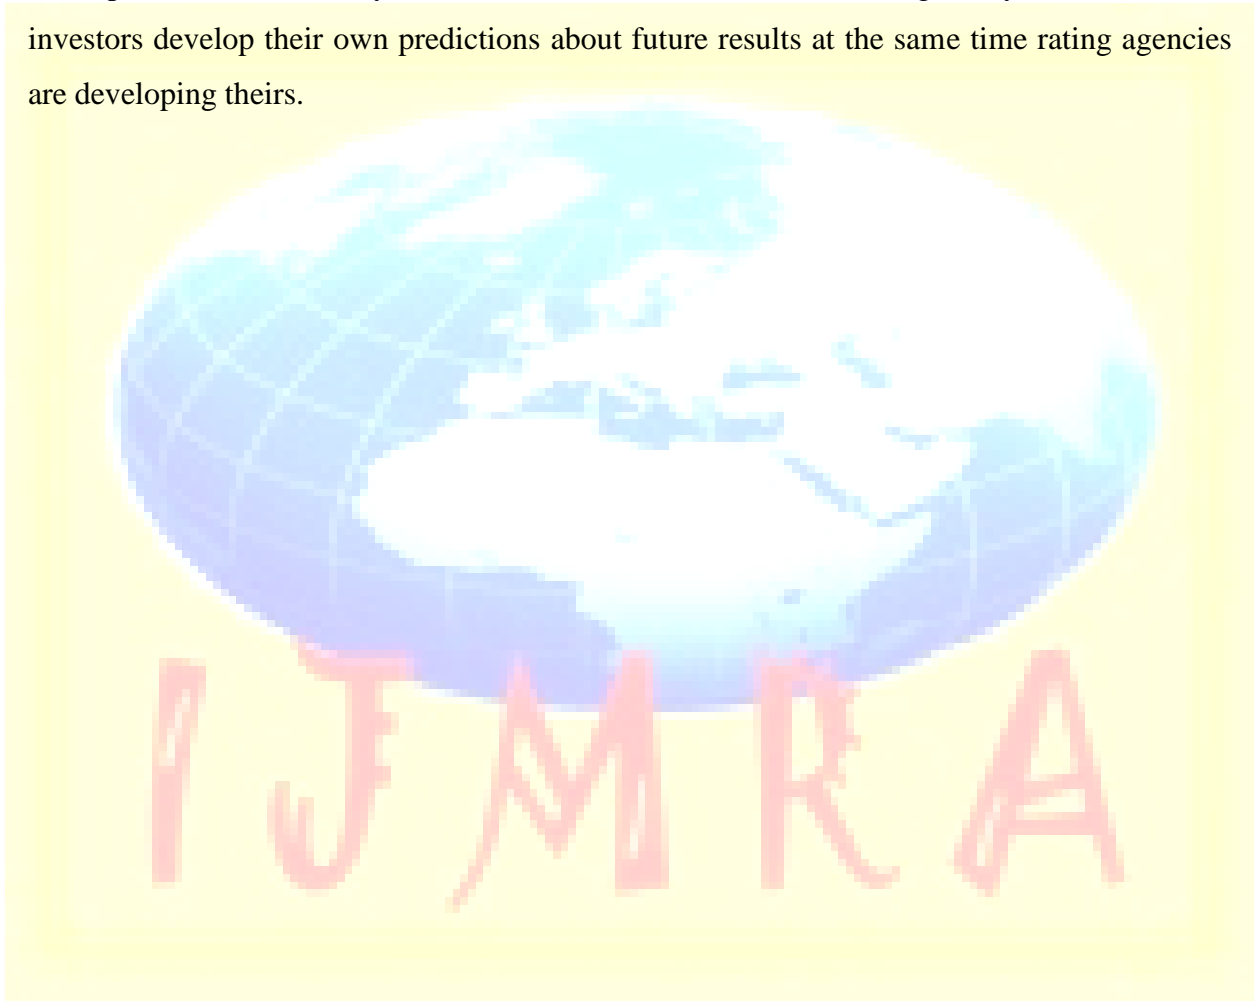 investors develop their own predictions about future results at the same time rating agencies
are developing theirs.
IJMRA